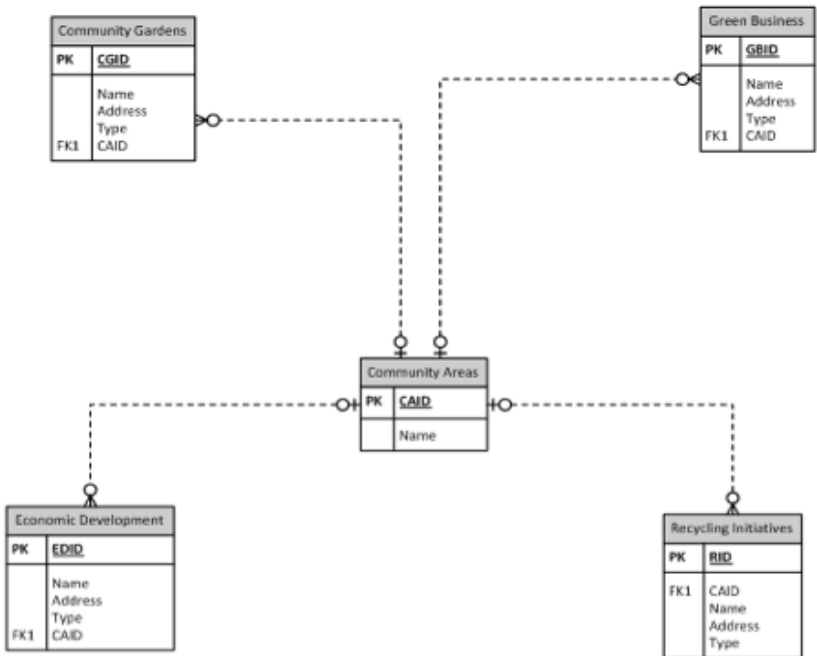 Community Gardens
PK CGID
Name
Address
Type
FK1 CAID
Green Business
PK GBID
Name
Address
Type
FK1 CAID
Community Areas
PK CAID
Name
Economic Development
PK EDID
Name
Address
Type
FK1 CAID
Recycling Initiatives
PK RID
FK1 CAID
Name
Address
Type